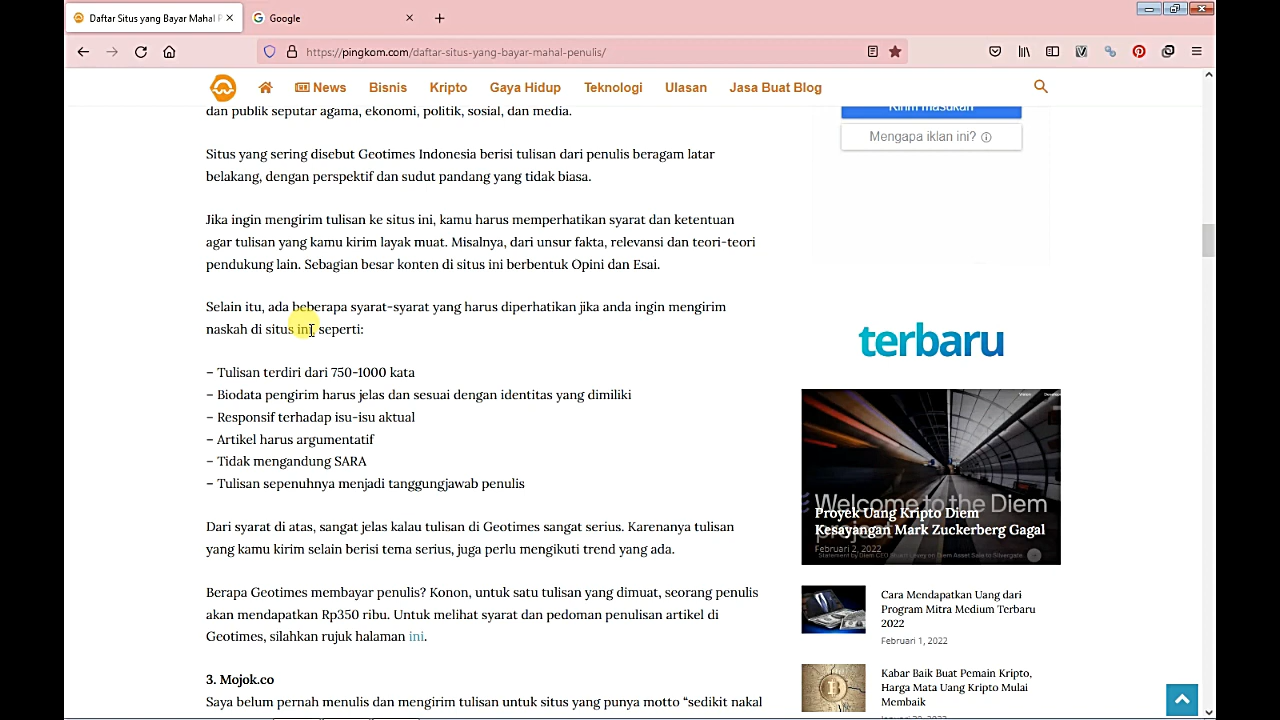 Daftar Situs yang Bayar Mahal P
Google
https://pingkom.com/daftar-situs-yang-bayar-mahal-penulis/
News
Bisnis
Kripto
Gaya Hidup
Teknologi
Ulasan
Jasa Buat Blog
dan publik seputar agama, ekonomi, politik, sosial, dan media.
Situs yang sering disebut Geotimes Indonesia berisi tulisan dari penulis beragam latar
belakang, dengan perspektif dan sudut pandang yang tidak biasa.
Jika ingin mengirim tulisan ke situs ini, kamu harus memperhatikan syarat dan ketentuan
agar tulisan yang kamu kirim layak muat. Misalnya, dari unsur fakta, relevansi dan teori-teori
pendukung lain. Sebagian besar konten di situs ini berbentuk Opini dan Esai.
Selain itu, ada beberapa syarat-syarat yang harus diperhatikan jika anda ingin mengirim
naskah di situs ini, seperti:
– Tulisan terdiri dari 750-1000 kata
– Biodata pengirim harus jelas dan sesuai dengan identitas yang dimiliki
– Responsif terhadap isu-isu aktual
– Artikel harus argumentatif
– Tidak mengandung SARA
– Tulisan sepenuhnya menjadi tanggungjawab penulis
Dari syarat di atas, sangat jelas kalau tulisan di Geotimes sangat serius. Karenanya tulisan
yang kamu kirim selain berisi tema serius, juga perlu mengikuti trend yang ada.
Berapa Geotimes membayar penulis? Konon, untuk satu tulisan yang dimuat, seorang penulis
akan mendapatkan Rp350 ribu. Untuk melihat syarat dan pedoman penulisan artikel di
Geotimes, silahkan rujuk halaman ini.
3. Mojok.co
Saya belum pernah menulis dan mengirim tulisan untuk situs yang punya motto “sedikit nakal
Kirim masukan
Mengapa iklan ini?
terbaru
Welcome to the Diem
project
Proyek Uang Kripto Diem
Kesayangan Mark Zuckerberg Gagal
Februari 2, 2022
Cara Mendapatkan Uang dari
Program Mitra Medium Terbaru
2022
Februari 1, 2022
Kabar Baik Buat Pemain Kripto,
Harga Mata Uang Kripto Mulai
Membaik